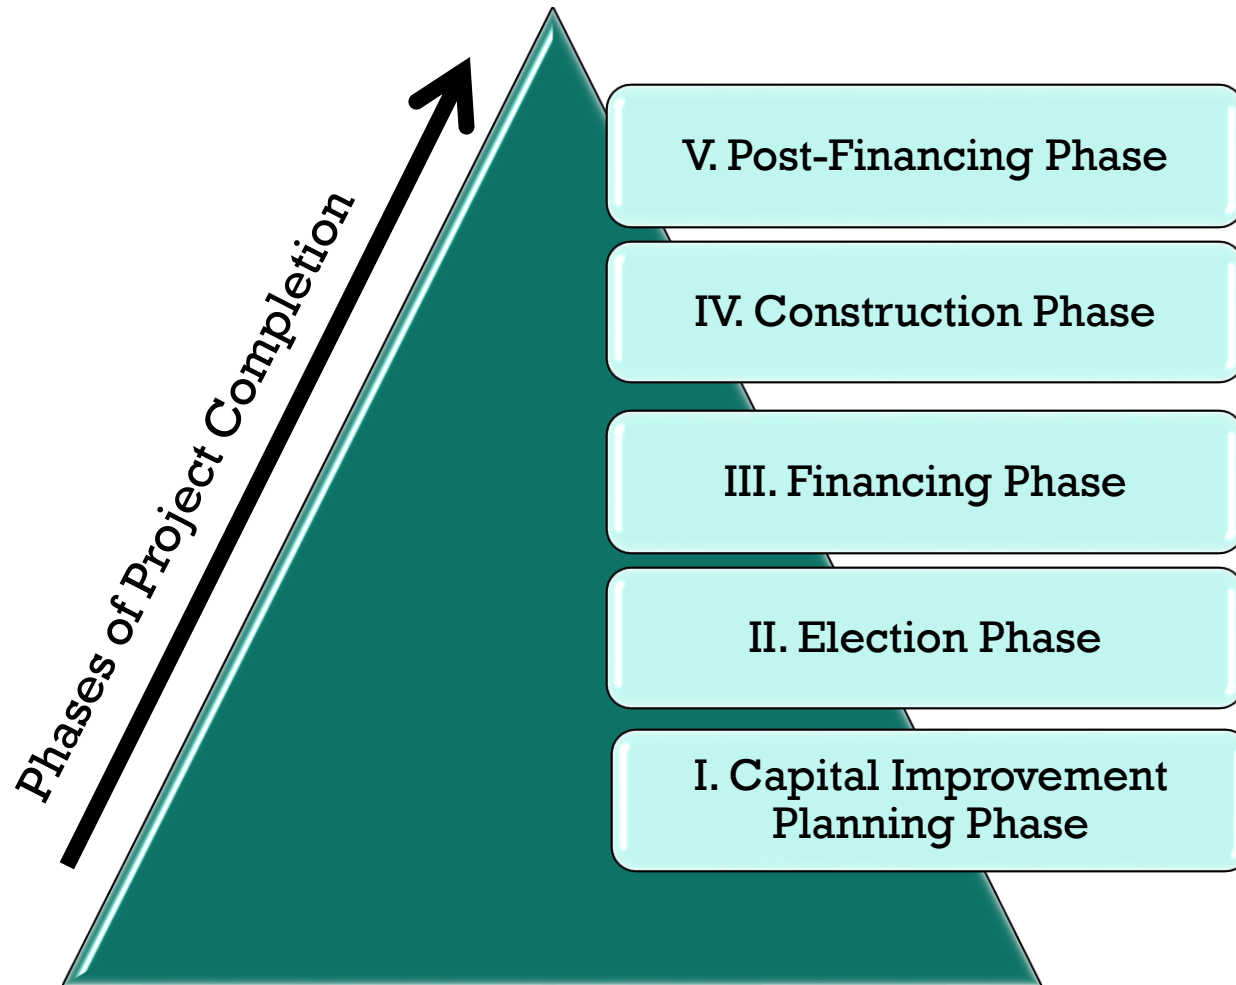 Phases of Project Completion
V. Post-Financing Phase
IV. Construction Phase
III. Financing Phase
II. Election Phase
I. Capital Improvement
Planning Phase